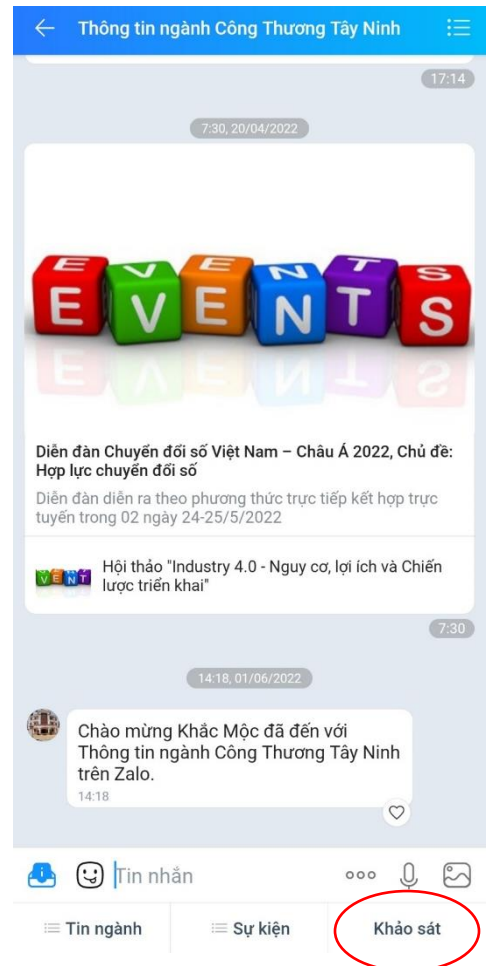 Thông tin ngành Công Thương Tây Ninh
17:14
7:30, 20/04/2022
E V E N T S
E V E N T S
Diễn đàn Chuyển đổi số Việt Nam – Châu Á 2022, Chủ đề:
Hợp lực chuyển đổi số
Diễn đàn diễn ra theo phương thức trực tiếp kết hợp trực
tuyến trong 02 ngày 24-25/5/2022
VENT
Hội thảo "Industry 4.0 - Nguy cơ, lợi ích và Chiến
lược triển khai"
7:30
14:18, 01/06/2022
Chào mừng Khắc Mộc đã đến với
Thông tin ngành Công Thương Tây Ninh
trên Zalo.
14:18
Tin nhắn
Tin ngành
Sự kiện
Khảo sát